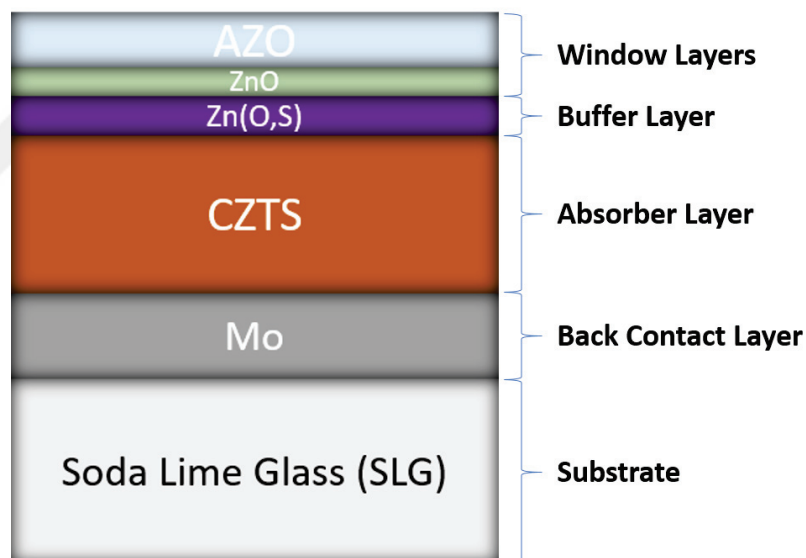 AZO
Window Layers
ZnO
Zn(O,S)
Buffer Layer
CZTS
Absorber Layer
Mo
Back Contact Layer
Soda Lime Glass (SLG)
Substrate